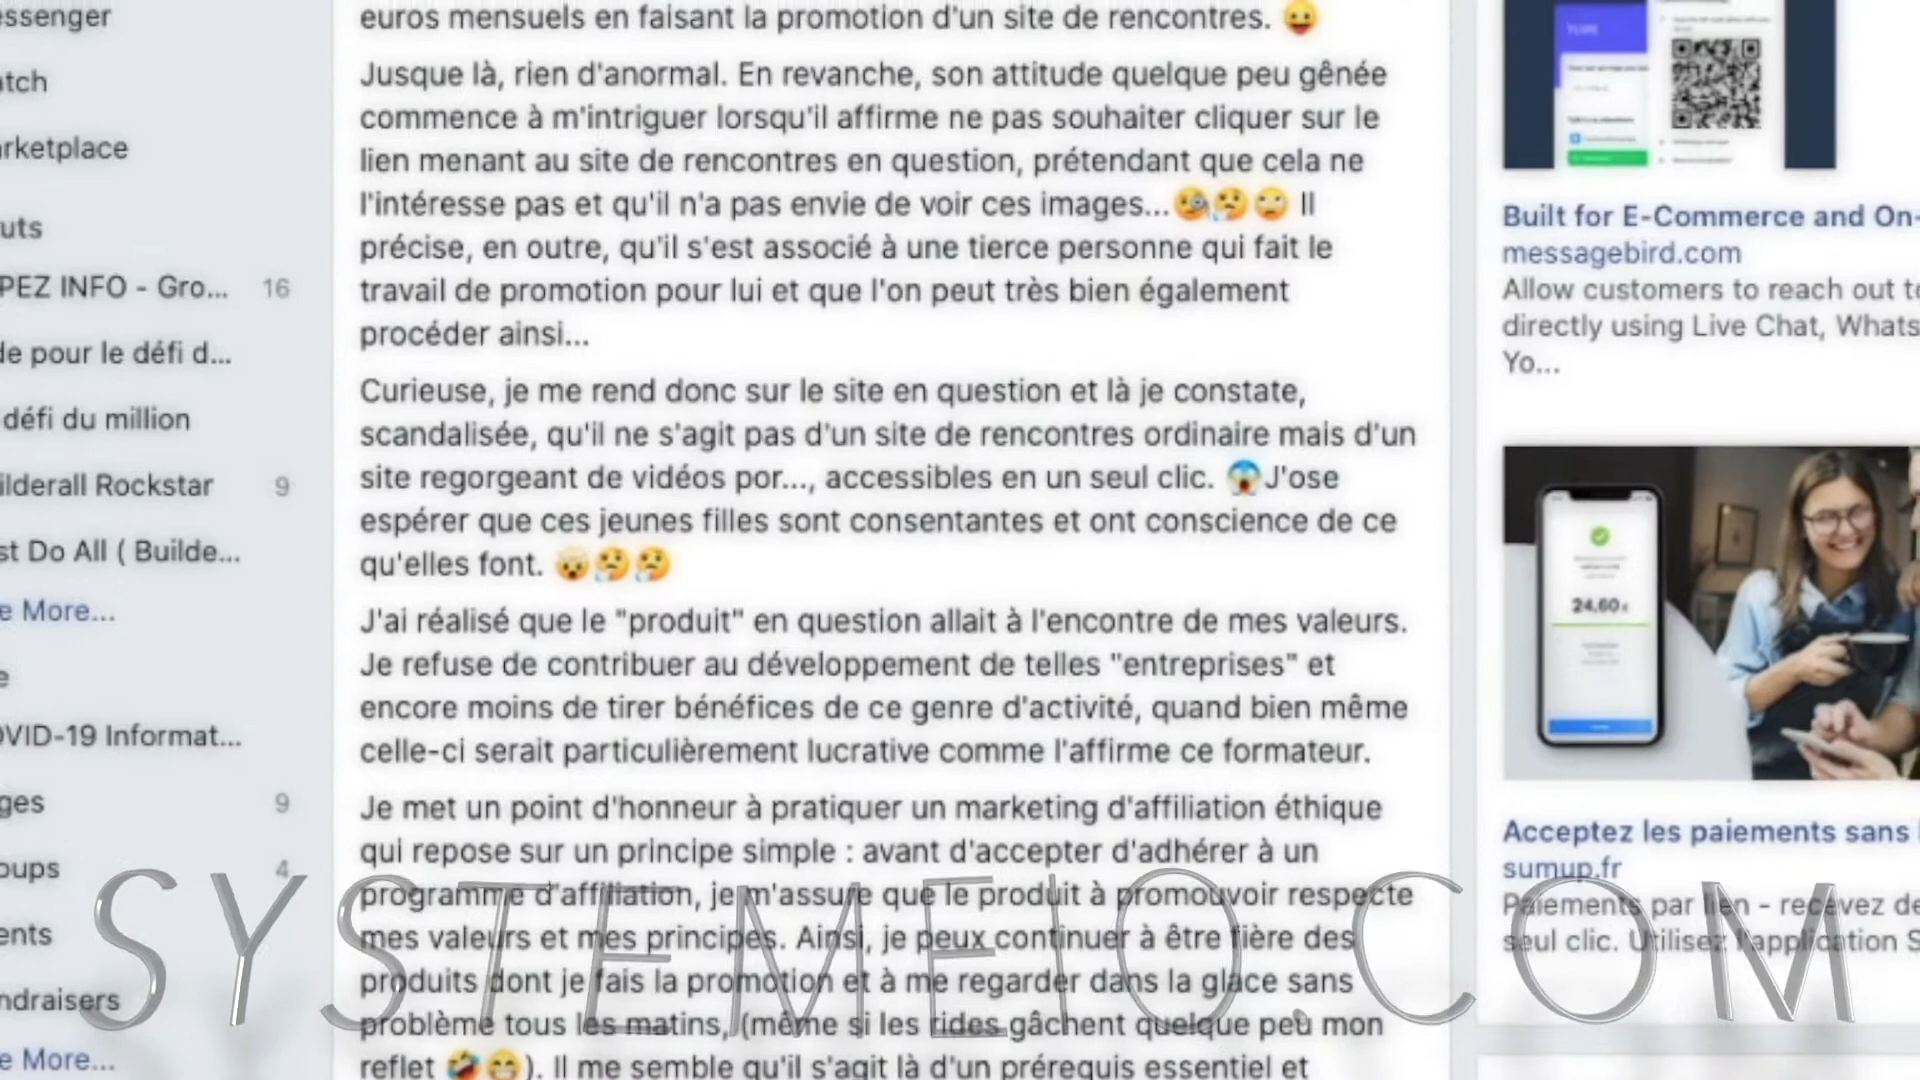 ssenger
atch
arketplace
uts
PEZ INFO - Gro... 16
de pour le défi d...
défi du million
ilderall Rockstar 9
st Do All ( Builde...
e More...
e
OVID-19 Informat...
ges 9
oups 4
ents
ndraisers
e More...
euros mensuels en faisant la promotion d'un site de rencontres. 😛
Jusque là, rien d'anormal. En revanche, son attitude quelque peu gênée
commence à m'intriguer lorsqu'il affirme ne pas souhaiter cliquer sur le
lien menant au site de rencontres en question, prétendant que cela ne
l'intéresse pas et qu'il n'a pas envie de voir ces images...🧐🤔🙄 Il
précise, en outre, qu'il s'est associé à une tierce personne qui fait le
travail de promotion pour lui et que l'on peut très bien également
procéder ainsi...
Curieuse, je me rend donc sur le site en question et là je constate,
scandalisée, qu'il ne s'agit pas d'un site de rencontres ordinaire mais d'un
site regorgeant de vidéos por..., accessibles en un seul clic. 😱J'ose
espérer que ces jeunes filles sont consentantes et ont conscience de ce
qu'elles font. 🤯😢😢
J'ai réalisé que le "produit" en question allait à l'encontre de mes valeurs.
Je refuse de contribuer au développement de telles "entreprises" et
encore moins de tirer bénéfices de ce genre d'activité, quand bien même
celle-ci serait particulièrement lucrative comme l'affirme ce formateur.
Je met un point d'honneur à pratiquer un marketing d'affiliation éthique
qui repose sur un principe simple : avant d'accepter d'adhérer à un
programme d'affiliation, je m'assure que le produit à promouvoir respecte
mes valeurs et mes principes. Ainsi, je peux continuer à être fière des
produits dont je fais la promotion et à me regarder dans la glace sans
problème tous les matins, (même si les rides gâchent quelque peu mon
reflet 🤣😁). Il me semble qu'il s'agit là d'un prérequis essentiel et
Built for E-Commerce and On-
messagebird.com
Allow customers to reach out to
directly using Live Chat, Whats
Yo...
24,60 €
Acceptez les paiements sans
sumup.fr
Paiements par lien - recevez de
seul clic. Utilisez l'application S
SYSTEMEIO.COM